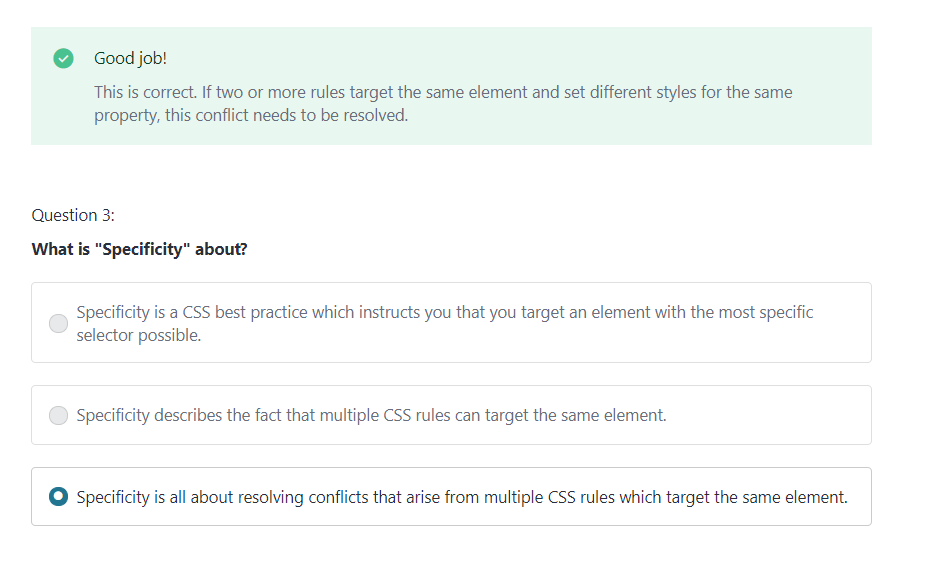 Good job!
This is correct. If two or more rules target the same element and set different styles for the same
property, this conflict needs to be resolved.
Question 3:
What is "Specificity" about?
Specificity is a CSS best practice which instructs you that you target an element with the most specific
selector possible.
Specificity describes the fact that multiple CSS rules can target the same element.
Specificity is all about resolving conflicts that arise from multiple CSS rules which target the same element.